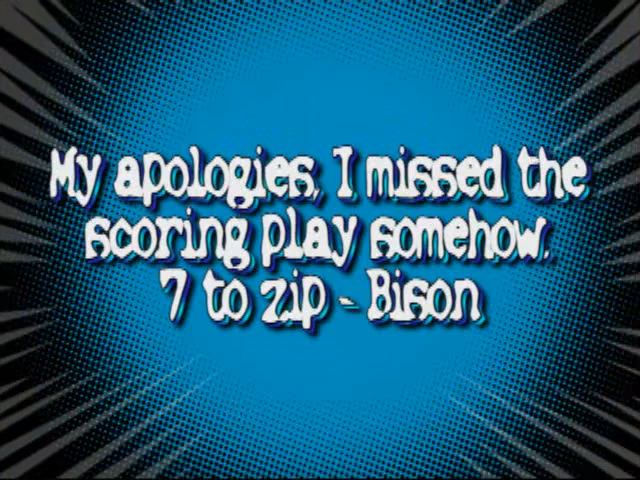 My apologies, I missed the
scoring play somehow.
7 to zip - Bison